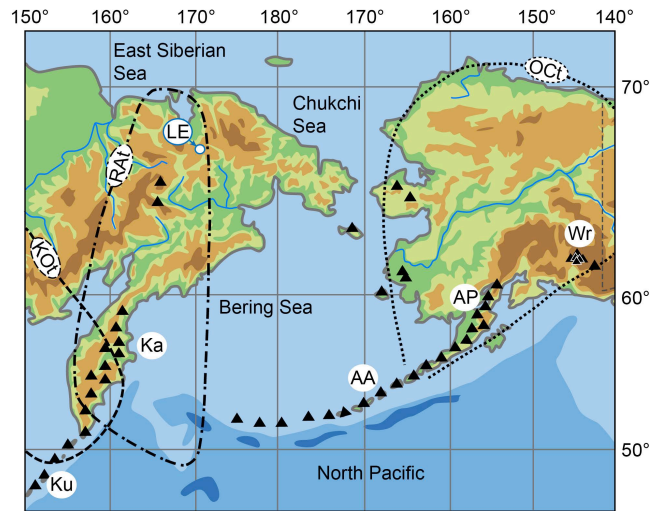 150° 160° 170° 170° 160° 150° 140°
East Siberian
Sea
OCt
70°
Chukchi
Sea
LE
RAt
KOt
Wr
AP
60°
Bering Sea
Ka
AA
50°
North Pacific
Ku